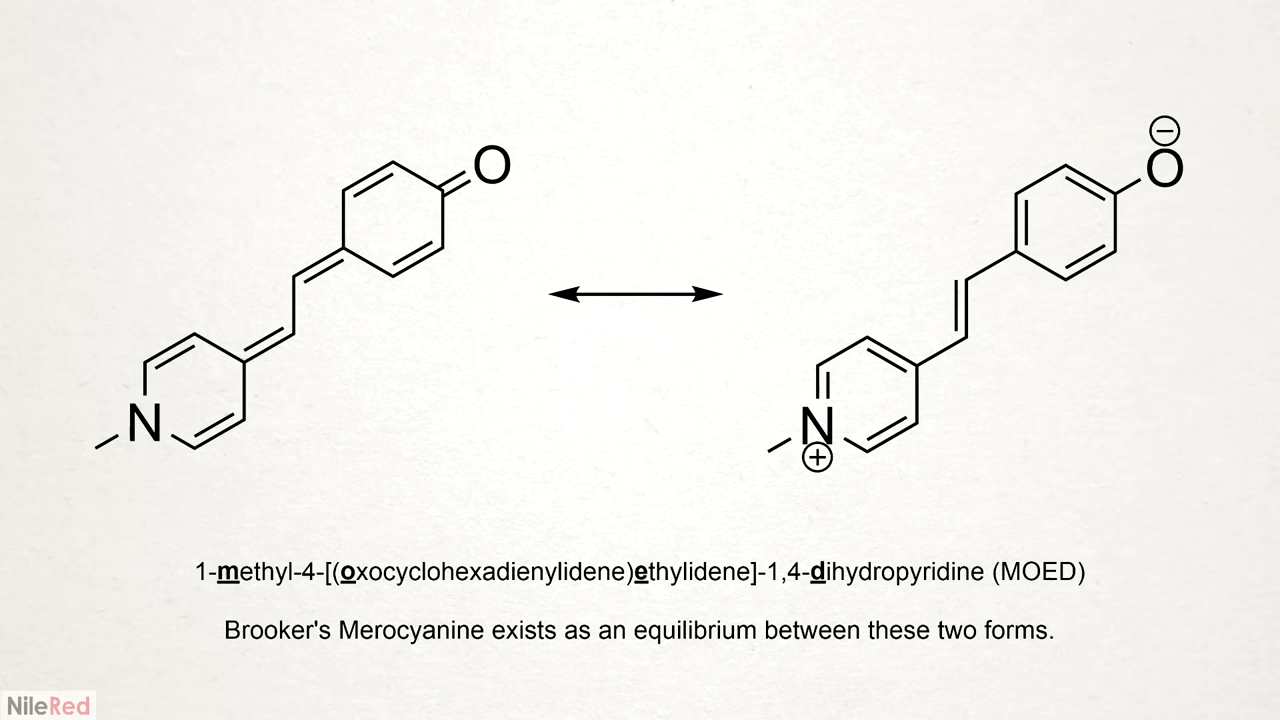 O
⊖
O
N
N
⊕
1-methyl-4-[(oxocyclohexadienylidene)ethylidene]-1,4-dihydropyridine (MOED)
Brooker's Merocyanine exists as an equilibrium between these two forms.
NileRed